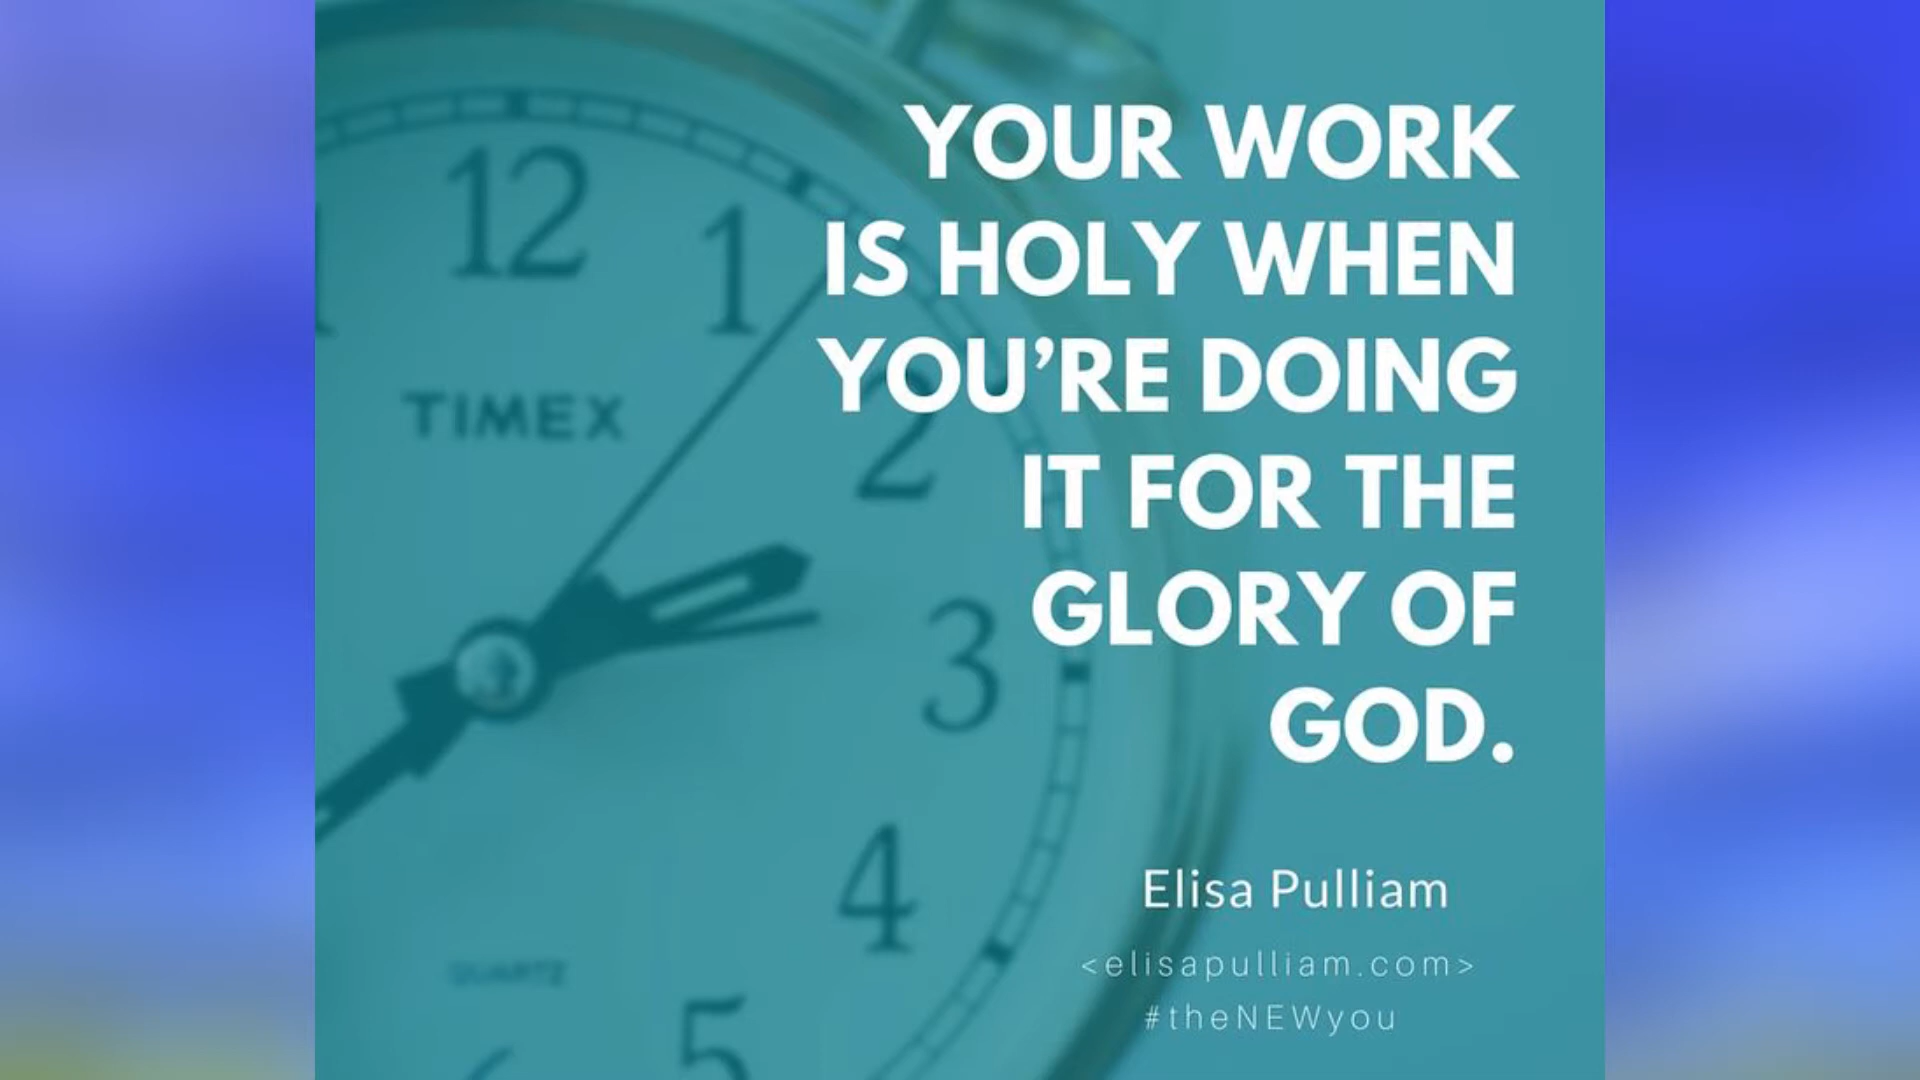 YOUR WORK
IS HOLY WHEN
YOU'RE DOING
IT FOR THE
GLORY OF
GOD.
Elisa Pulliam
<elisapulliam.com>
#theNEWyou
12
1
2
3
4
5
TIMEX
QUARTZ